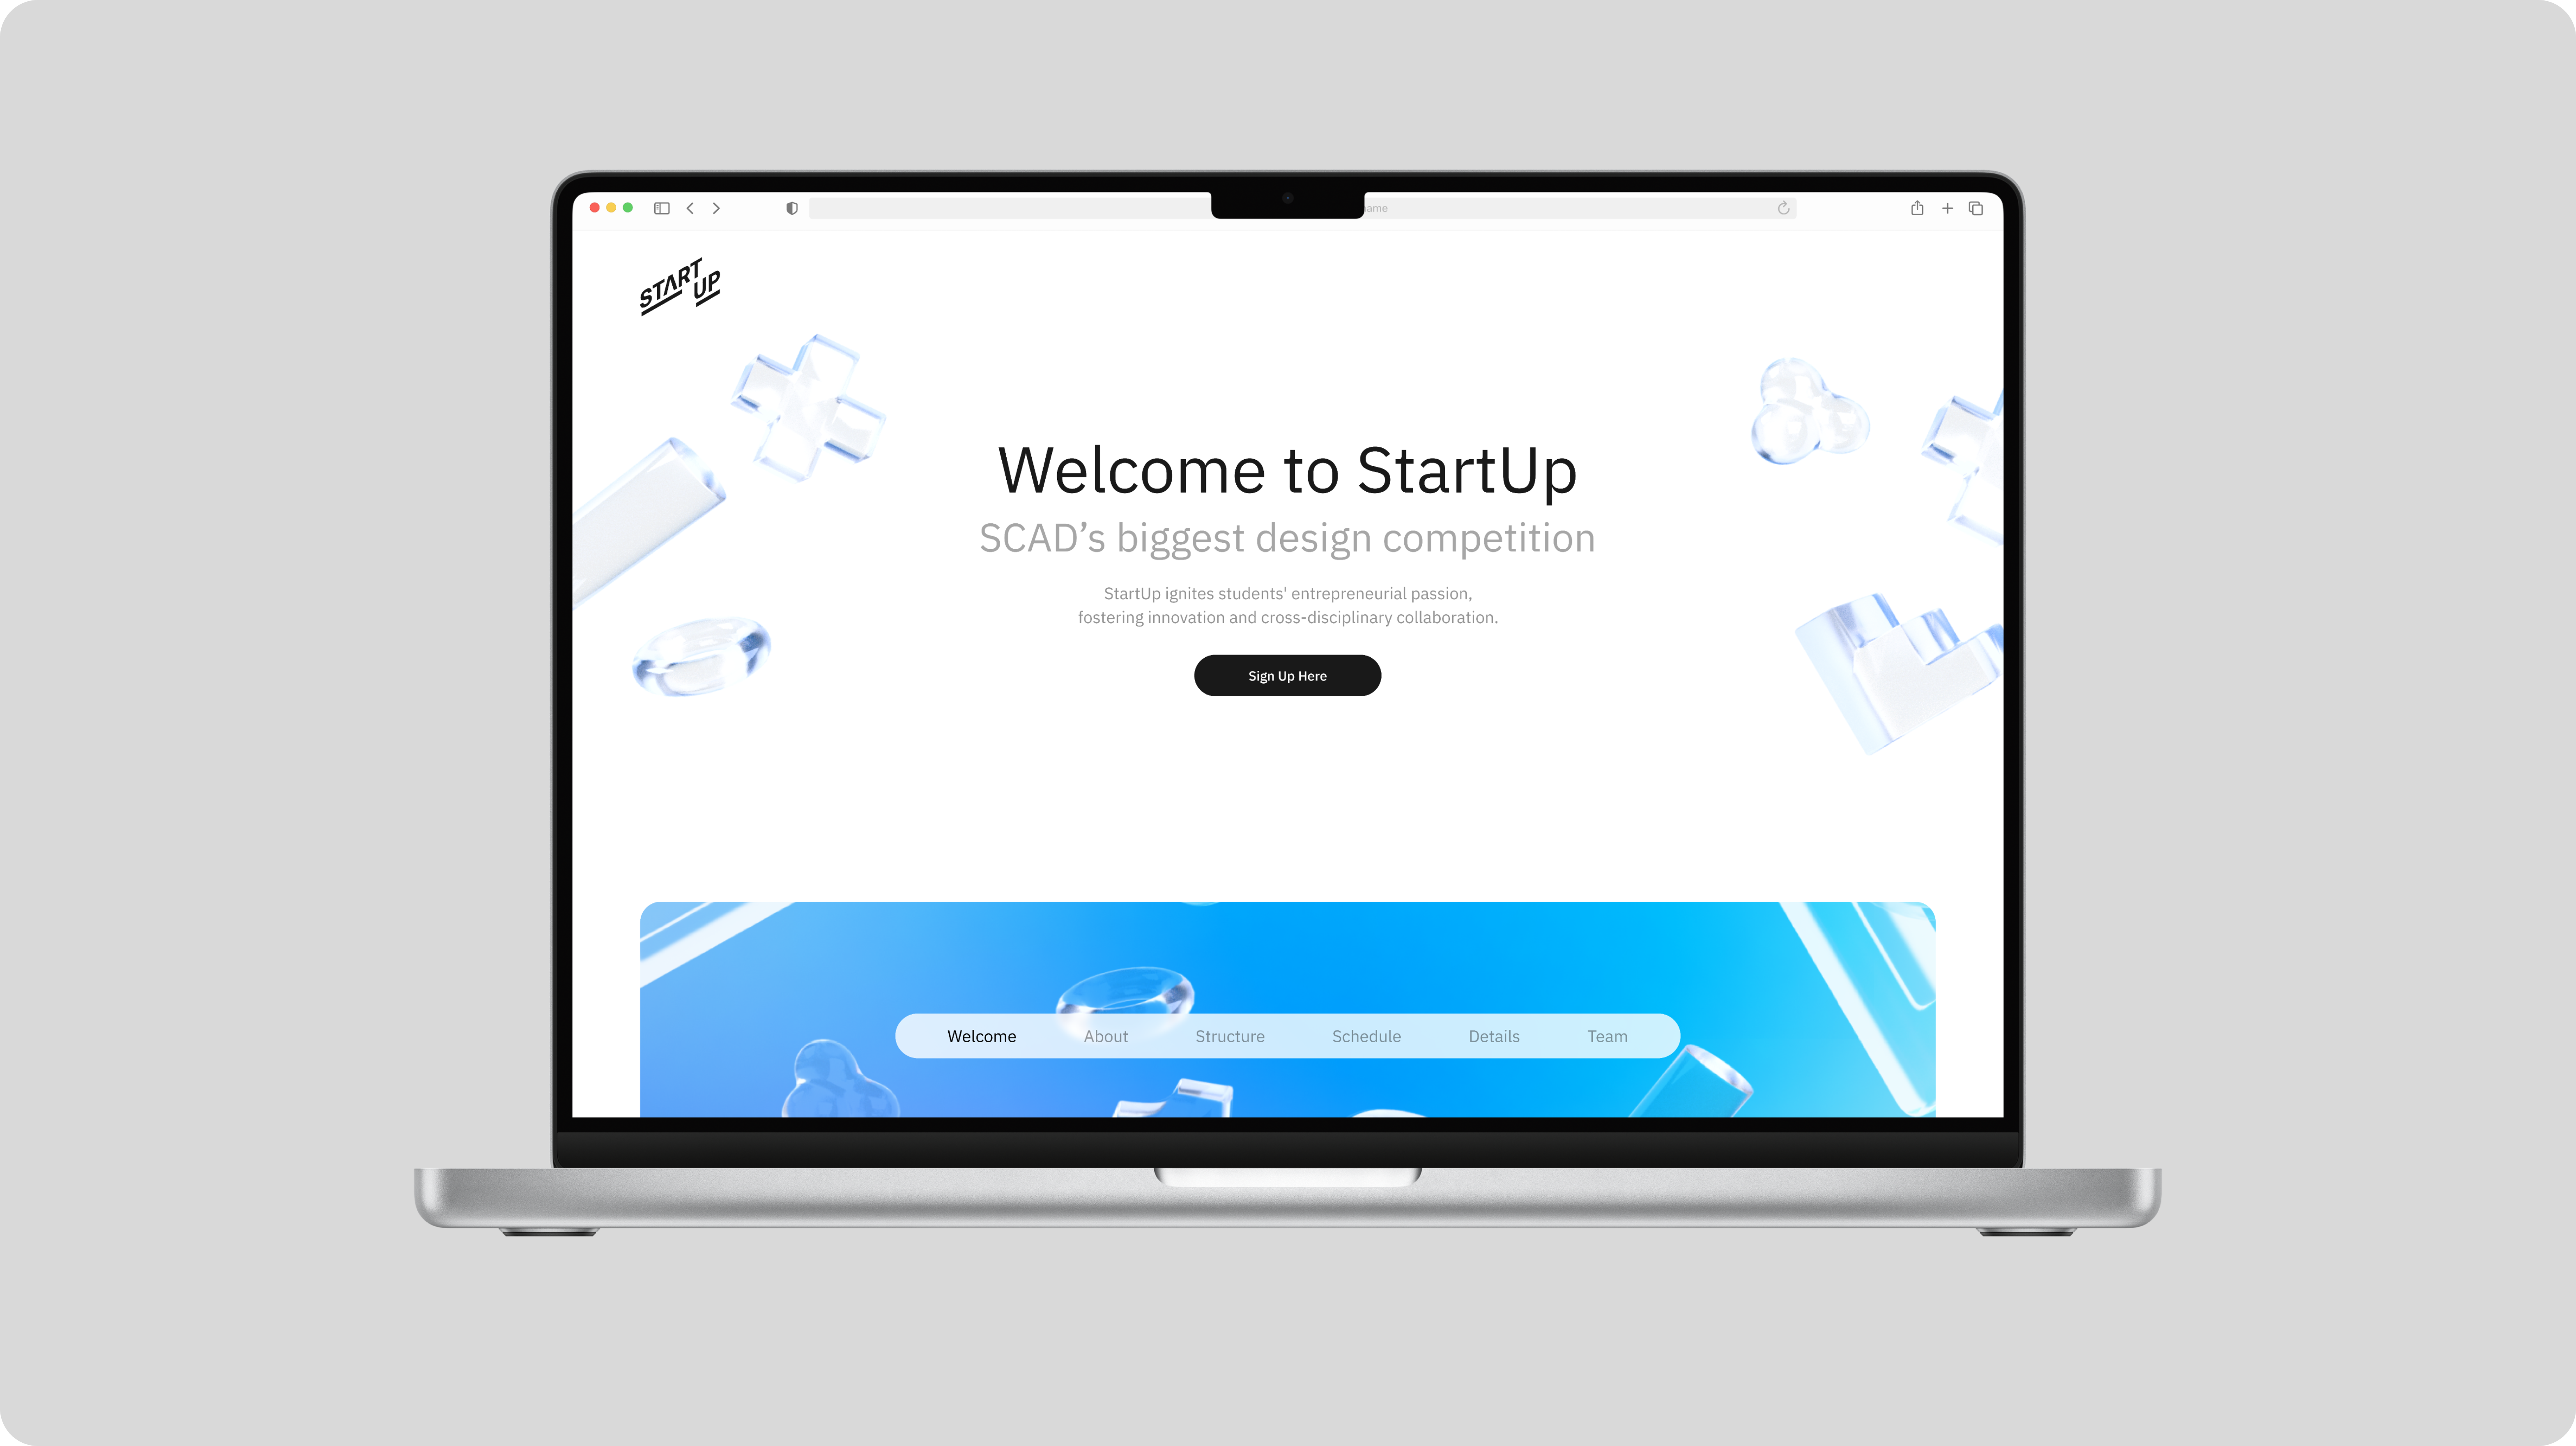 START
UP
Welcome to StartUp
SCAD’s biggest design competition
StartUp ignites students' entrepreneurial passion,
fostering innovation and cross-disciplinary collaboration.
Sign Up Here
Welcome About Structure Schedule Details Team